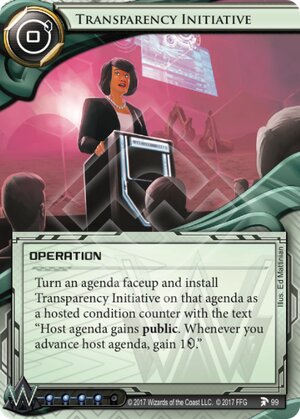 TRANSPARENCY INITIATIVE
0
OPERATION
Turn an agenda faceup and install
Transparency Initiative on that agenda as
a hosted condition counter with the text
“Host agenda gains public. Whenever you
advance host agenda, gain 1.”
Illus. Ed Mattinian
© 2017 Wizards of the Coast LLC. © 2017 FFG
99